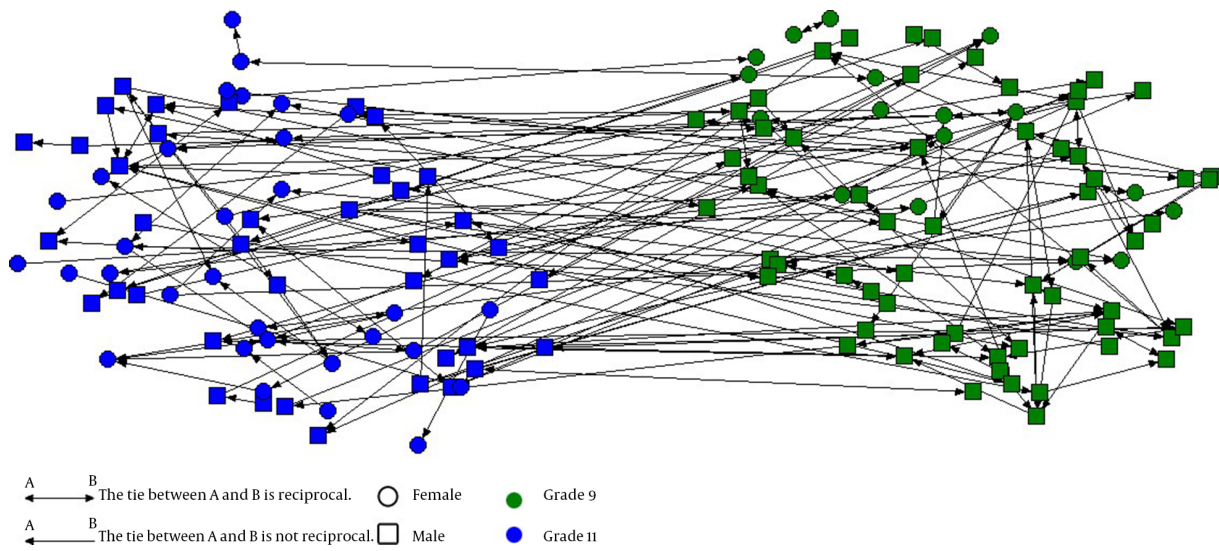 A B
The tie between A and B is reciprocal.
Female
Grade 9
A B
The tie between A and B is not reciprocal.
Male
Grade 11